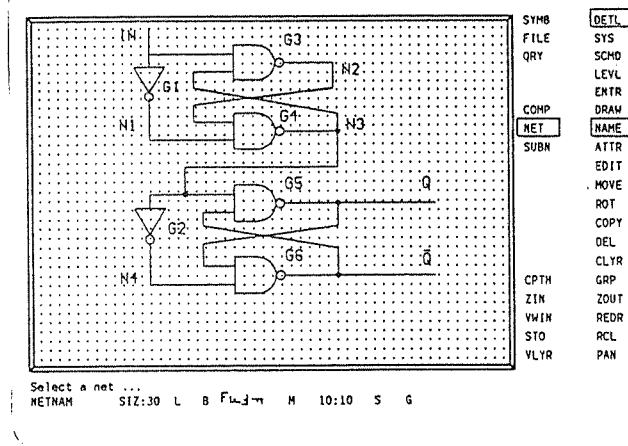 IN
G3
G1
N2
G4
N1
N3
G5
Q
G2
G6
Q̄
N4
SYMB DETL
FILE SYS
QRY SCMD
LEVL
ENTR
COMP DRAW
NET NAME
SUBN ATTR
EDIT
MOVE
ROT
COPY
DEL
CLYR
CPTH GRP
ZIN ZOUT
VWIN REDR
STO RCL
VLYR PAN
Select a net ...
NETNAM SIZ:30 L B M 10:10 S G